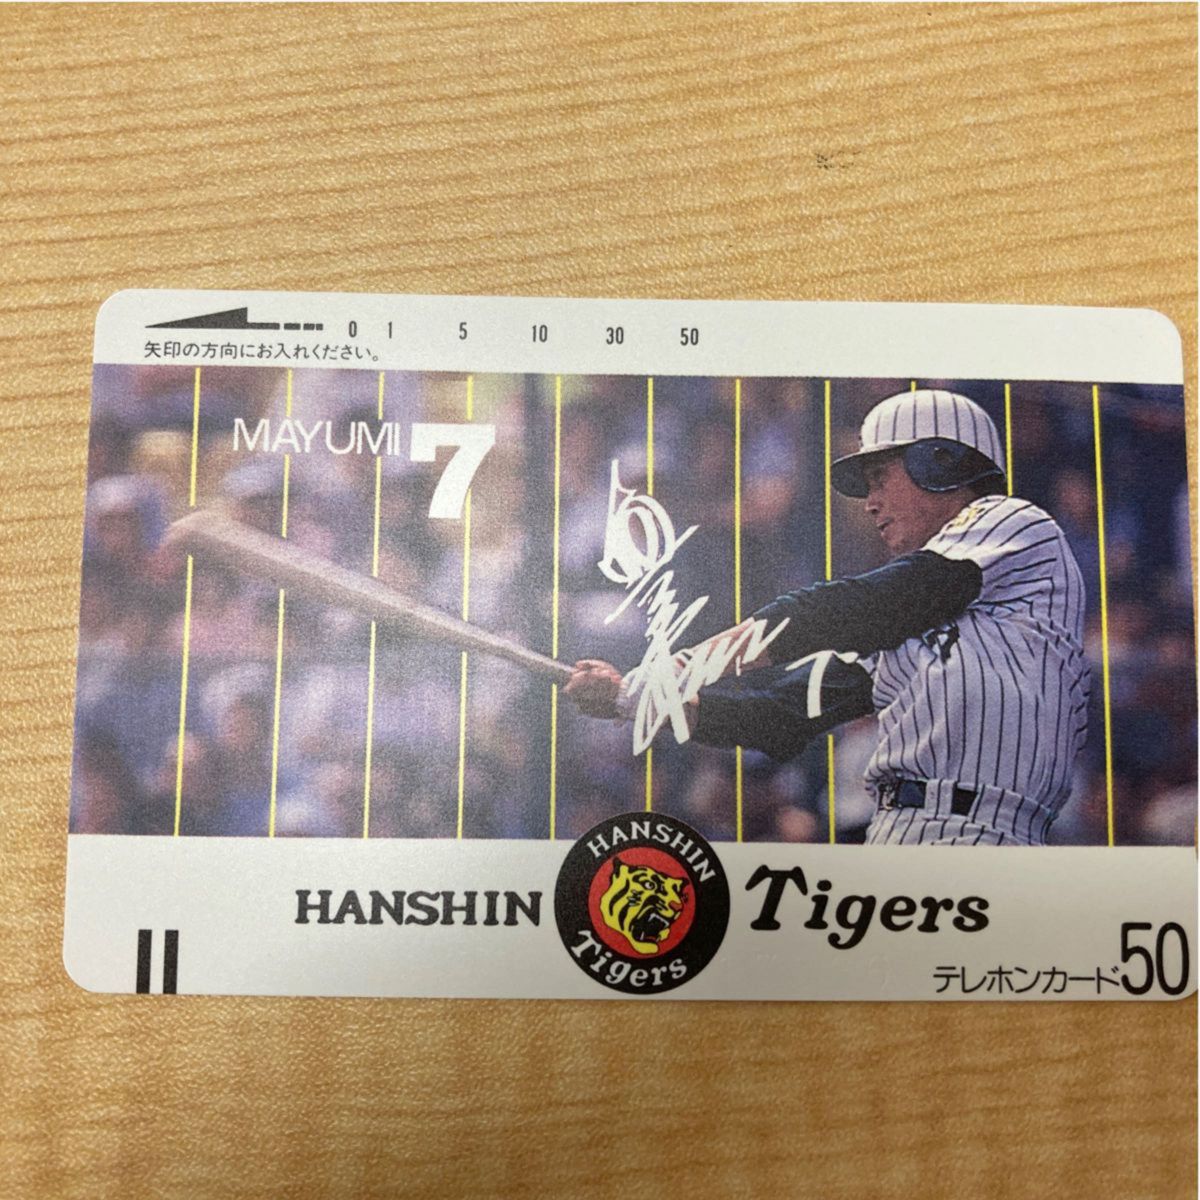 0 1 5 10 30 50
矢印の方向にお入れください。
MAYUMI 7
7
HANSHIN
HANSHIN
Tigers
Tigers
テレホンカード50